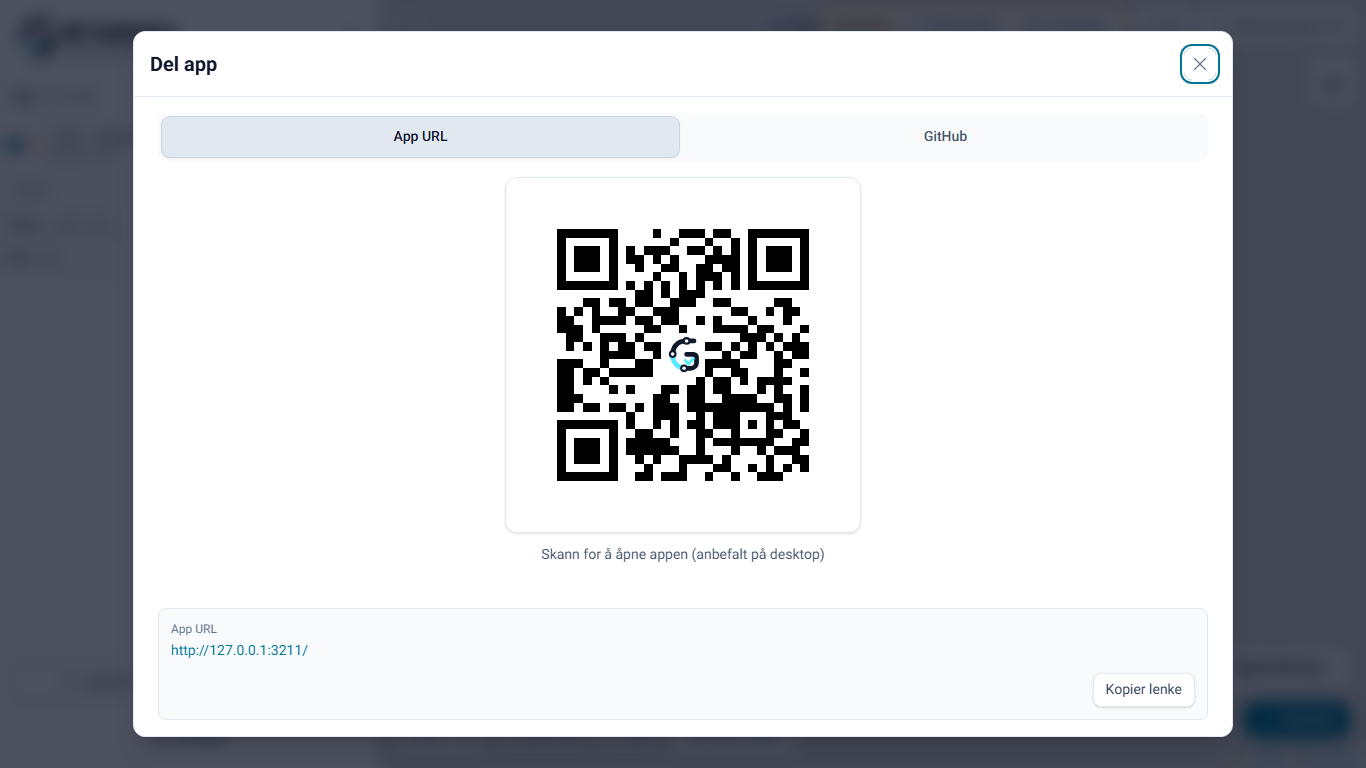 Del app
App URL
GitHub
Skann for å åpne appen (anbefalt på desktop)
App URL
http://127.0.0.1:3211/
Kopier lenke